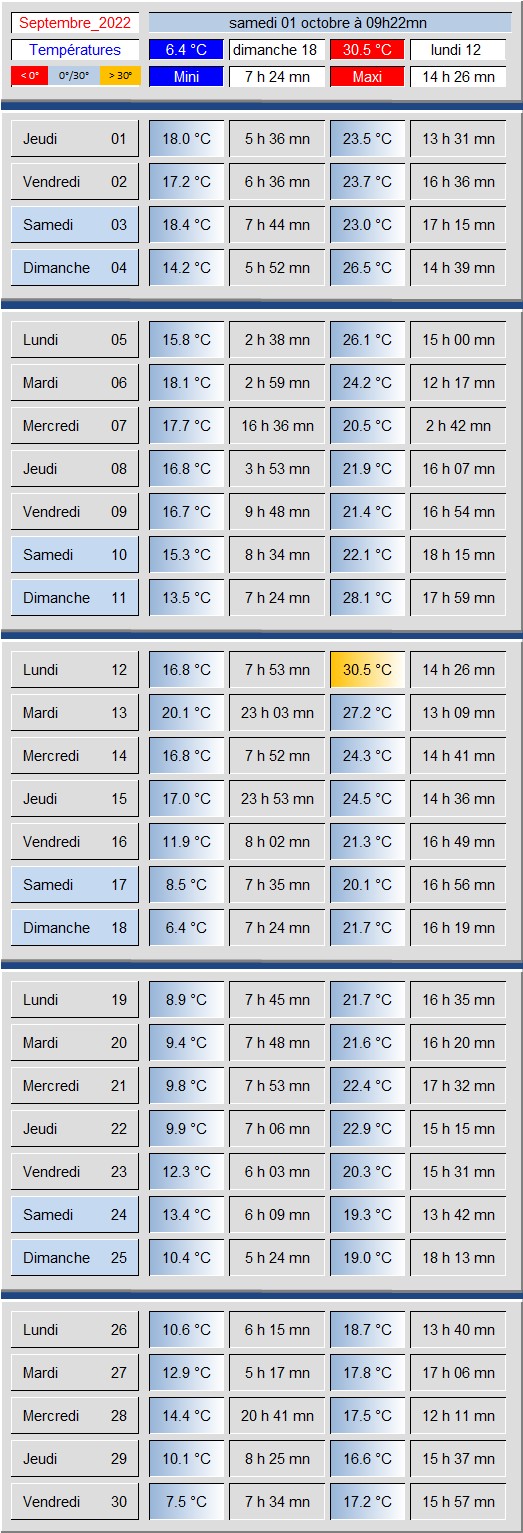 Septembre_2022 samedi 01 octobre à 09h22mn
Températures 6.4 °C dimanche 18 30.5 °C lundi 12
< 0° 0°/30° > 30° Mini 7 h 24 mn Maxi 14 h 26 mn
Jeudi 01 18.0 °C 5 h 36 mn 23.5 °C 13 h 31 mn
Vendredi 02 17.2 °C 6 h 36 mn 23.7 °C 16 h 36 mn
Samedi 03 18.4 °C 7 h 44 mn 23.0 °C 17 h 15 mn
Dimanche 04 14.2 °C 5 h 52 mn 26.5 °C 14 h 39 mn
Lundi 05 15.8 °C 2 h 38 mn 26.1 °C 15 h 00 mn
Mardi 06 18.1 °C 2 h 59 mn 24.2 °C 12 h 17 mn
Mercredi 07 17.7 °C 16 h 36 mn 20.5 °C 2 h 42 mn
Jeudi 08 16.8 °C 3 h 53 mn 21.9 °C 16 h 07 mn
Vendredi 09 16.7 °C 9 h 48 mn 21.4 °C 16 h 54 mn
Samedi 10 15.3 °C 8 h 34 mn 22.1 °C 18 h 15 mn
Dimanche 11 13.5 °C 7 h 24 mn 28.1 °C 17 h 59 mn
Lundi 12 16.8 °C 7 h 53 mn 30.5 °C 14 h 26 mn
Mardi 13 20.1 °C 23 h 03 mn 27.2 °C 13 h 09 mn
Mercredi 14 16.8 °C 7 h 52 mn 24.3 °C 14 h 41 mn
Jeudi 15 17.0 °C 23 h 53 mn 24.5 °C 14 h 36 mn
Vendredi 16 11.9 °C 8 h 02 mn 21.3 °C 16 h 49 mn
Samedi 17 8.5 °C 7 h 35 mn 20.1 °C 16 h 56 mn
Dimanche 18 6.4 °C 7 h 24 mn 21.7 °C 16 h 19 mn
Lundi 19 8.9 °C 7 h 45 mn 21.7 °C 16 h 35 mn
Mardi 20 9.4 °C 7 h 48 mn 21.6 °C 16 h 20 mn
Mercredi 21 9.8 °C 7 h 53 mn 22.4 °C 17 h 32 mn
Jeudi 22 9.9 °C 7 h 06 mn 22.9 °C 15 h 15 mn
Vendredi 23 12.3 °C 6 h 03 mn 20.3 °C 15 h 31 mn
Samedi 24 13.4 °C 6 h 09 mn 19.3 °C 13 h 42 mn
Dimanche 25 10.4 °C 5 h 24 mn 19.0 °C 18 h 13 mn
Lundi 26 10.6 °C 6 h 15 mn 18.7 °C 13 h 40 mn
Mardi 27 12.9 °C 5 h 17 mn 17.8 °C 17 h 06 mn
Mercredi 28 14.4 °C 20 h 41 mn 17.5 °C 12 h 11 mn
Jeudi 29 10.1 °C 8 h 25 mn 16.6 °C 15 h 37 mn
Vendredi 30 7.5 °C 7 h 34 mn 17.2 °C 15 h 57 mn